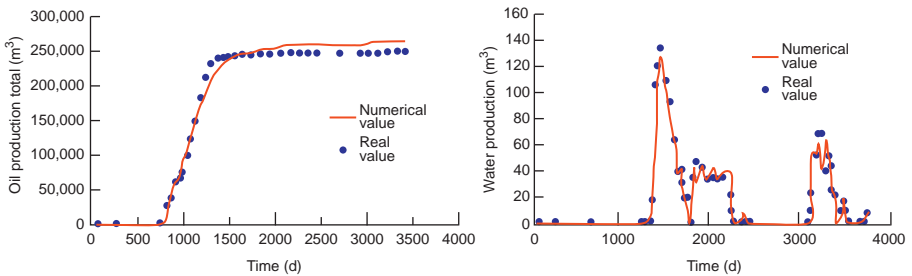 300,000
250,000
200,000
150,000
100,000
50,000
0
Oil production total (m³)
0 500 1000 1500 2000 2500 3000 3500 4000
Time (d)
Numerical
value
Real
value
160
140
120
100
80
60
40
20
0
Water production (m³)
0 1000 2000 3000 4000
Time (d)
Numerical
value
Real
value